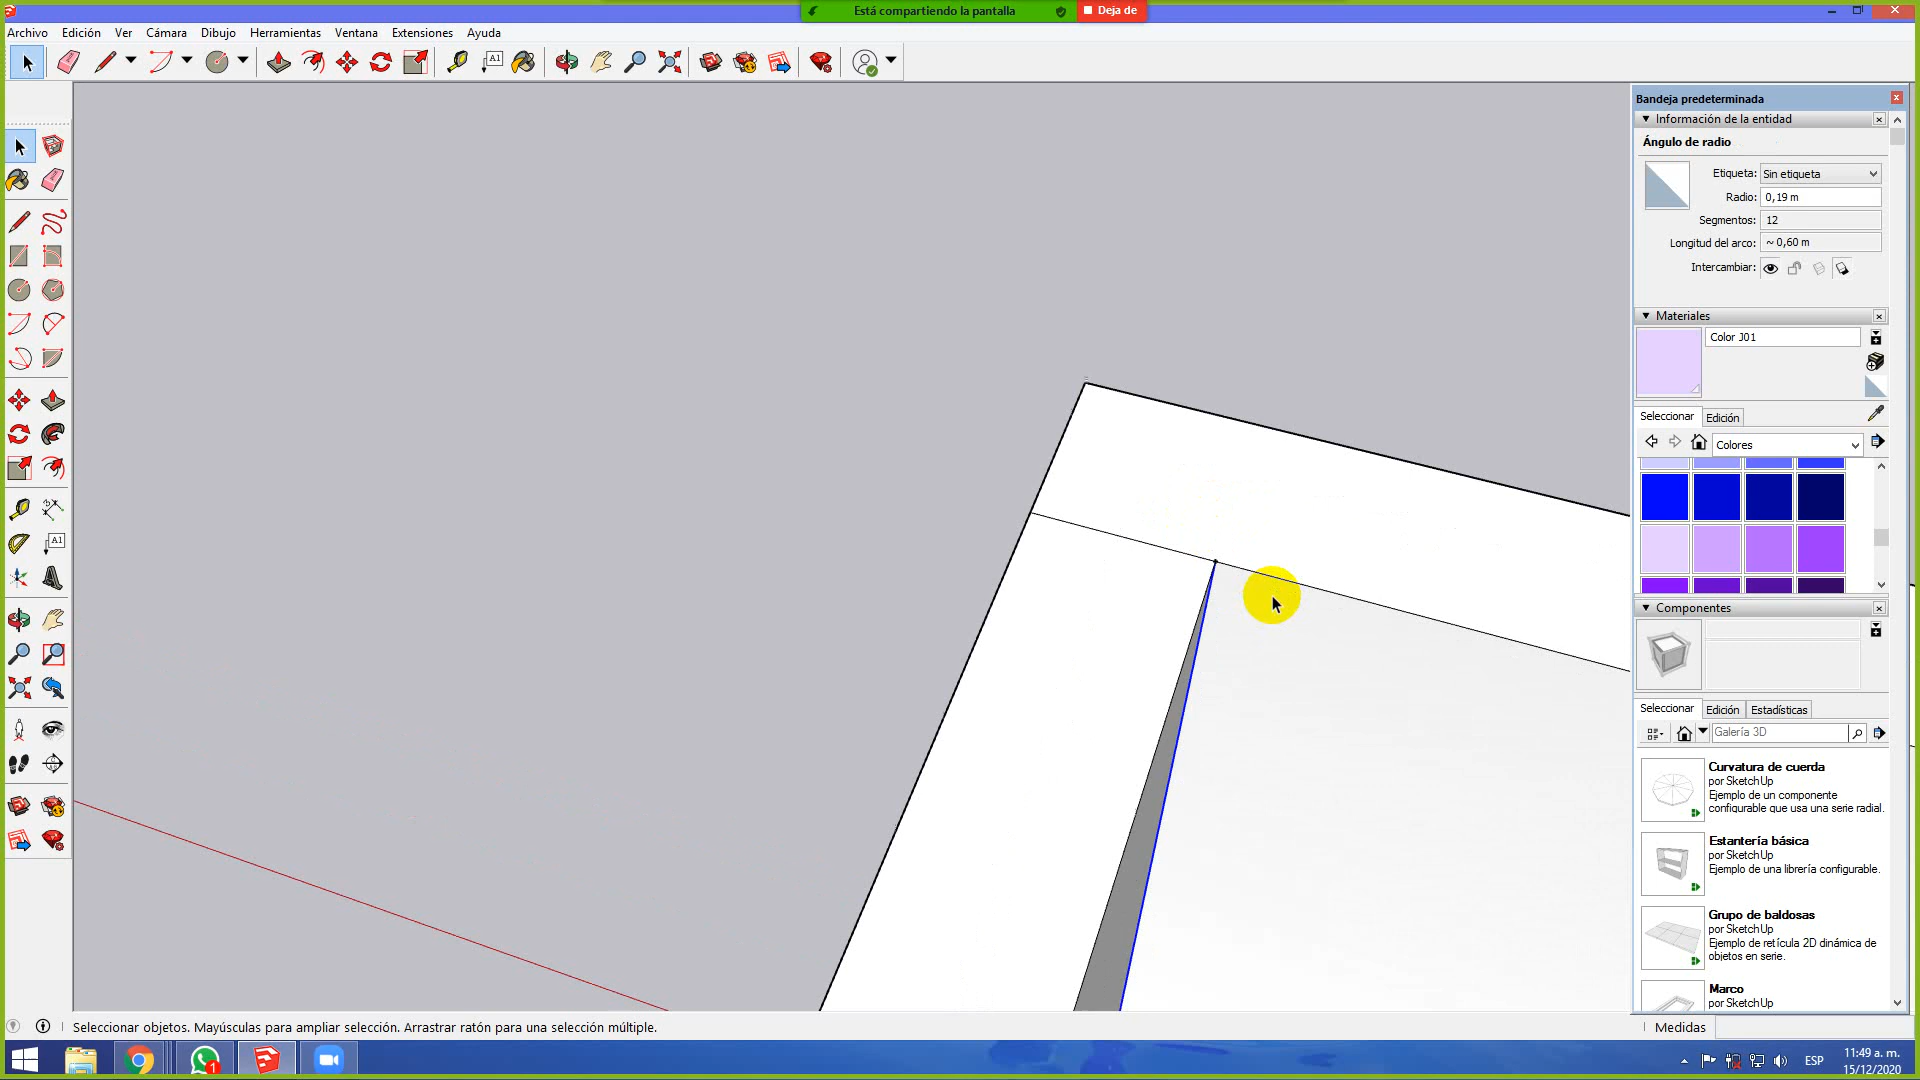 Está compartiendo la pantalla
Deja de
Archivo Edición Ver Cámara Dibujo Herramientas Ventana Extensiones Ayuda
A1
A1
Bandeja predeterminada
Información de la entidad
Ángulo de radio
Etiqueta: Sin etiqueta
Radio: 0,19 m
Segmentos: 12
Longitud del arco: ~ 0,60 m
Intercambiar:
Materiales
Color J01
Seleccionar Edición
Colores
Componentes
Seleccionar Edición Estadísticas
Galería 3D
Curvatura de cuerda
por SketchUp
Ejemplo de un componente
configurable que usa una serie radial.
Estantería básica
por SketchUp
Ejemplo de una librería configurable.
Grupo de baldosas
por SketchUp
Ejemplo de retícula 2D dinámica de
objetos en serie.
Marco
por SketchUp
Seleccionar objetos. Mayúsculas para ampliar selección. Arrastrar ratón para una selección múltiple.
Medidas
1
ESP
11:49 a. m.
15/12/2020